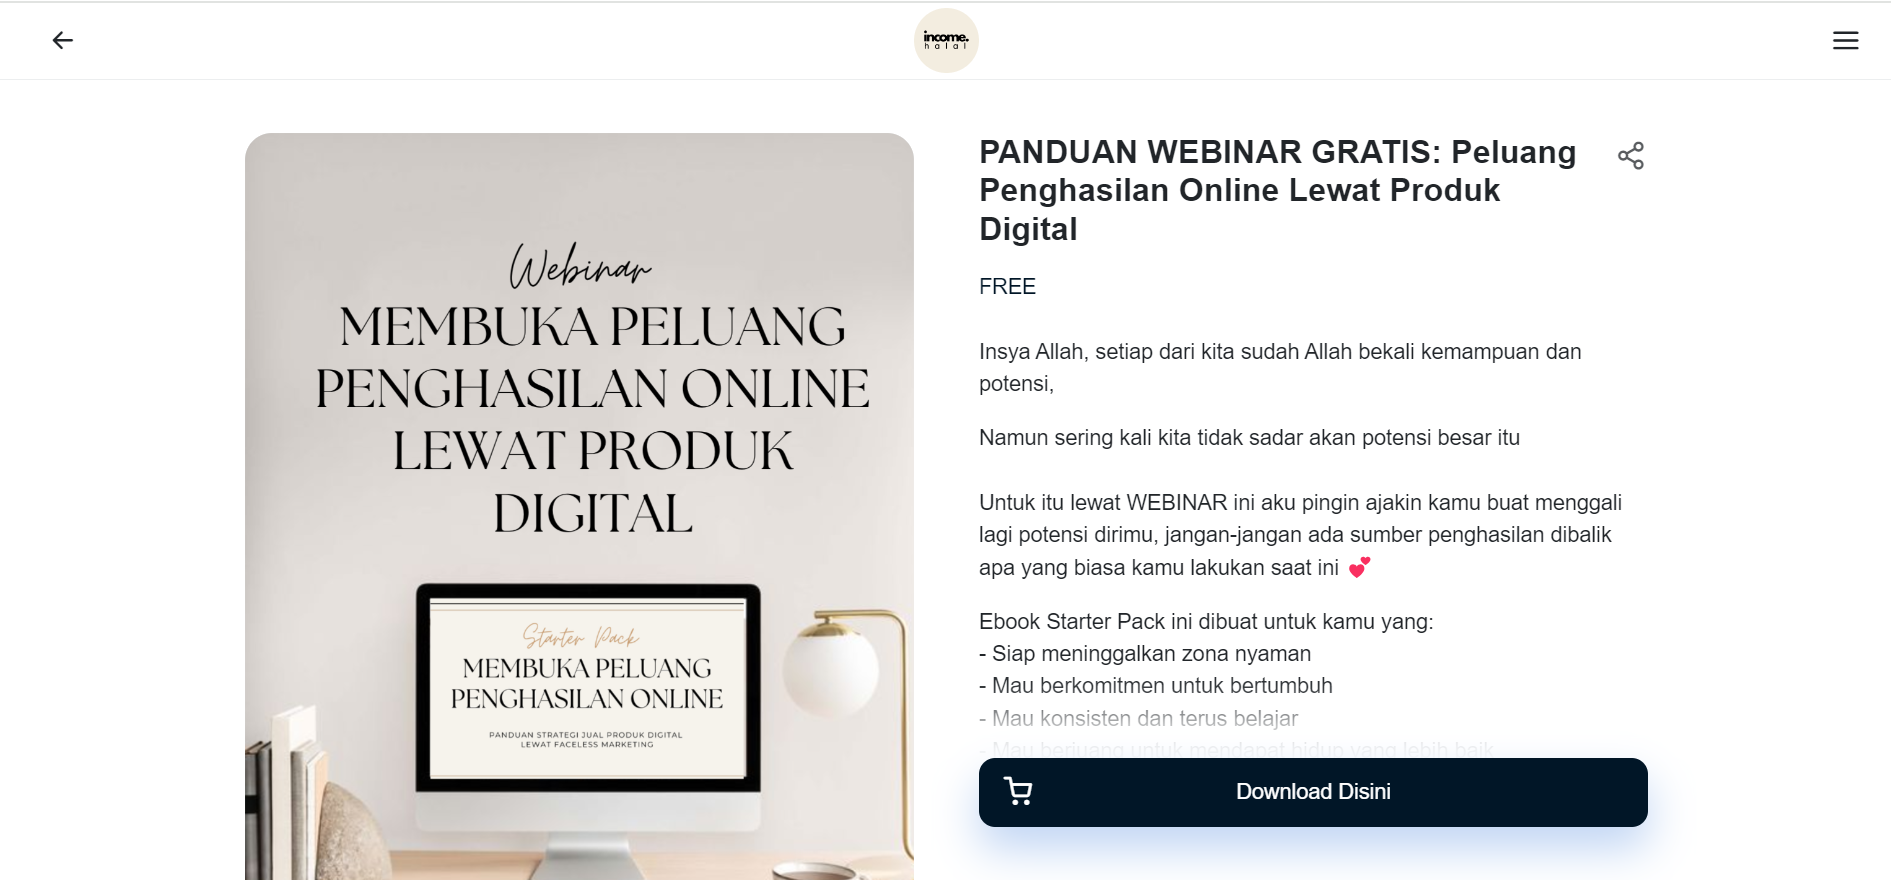 income.
halal
Webinar
MEMBUKA PELUANG
PENGHASILAN ONLINE
LEWAT PRODUK
DIGITAL
Starter Pack
MEMBUKA PELUANG
PENGHASILAN ONLINE
PANDUAN STRATEGI JUAL PRODUK DIGITAL
LEWAT FACELESS MARKETING
PANDUAN WEBINAR GRATIS: Peluang
Penghasilan Online Lewat Produk
Digital
FREE
Insya Allah, setiap dari kita sudah Allah bekali kemampuan dan
potensi,
Namun sering kali kita tidak sadar akan potensi besar itu
Untuk itu lewat WEBINAR ini aku pingin ajakin kamu buat menggali
lagi potensi dirimu, jangan-jangan ada sumber penghasilan dibalik
apa yang biasa kamu lakukan saat ini 💕
Ebook Starter Pack ini dibuat untuk kamu yang:
- Siap meninggalkan zona nyaman
- Mau berkomitmen untuk bertumbuh
- Mau konsisten dan terus belajar
- Mau berjuang untuk mendapat hidup yang lebih baik
Download Disini